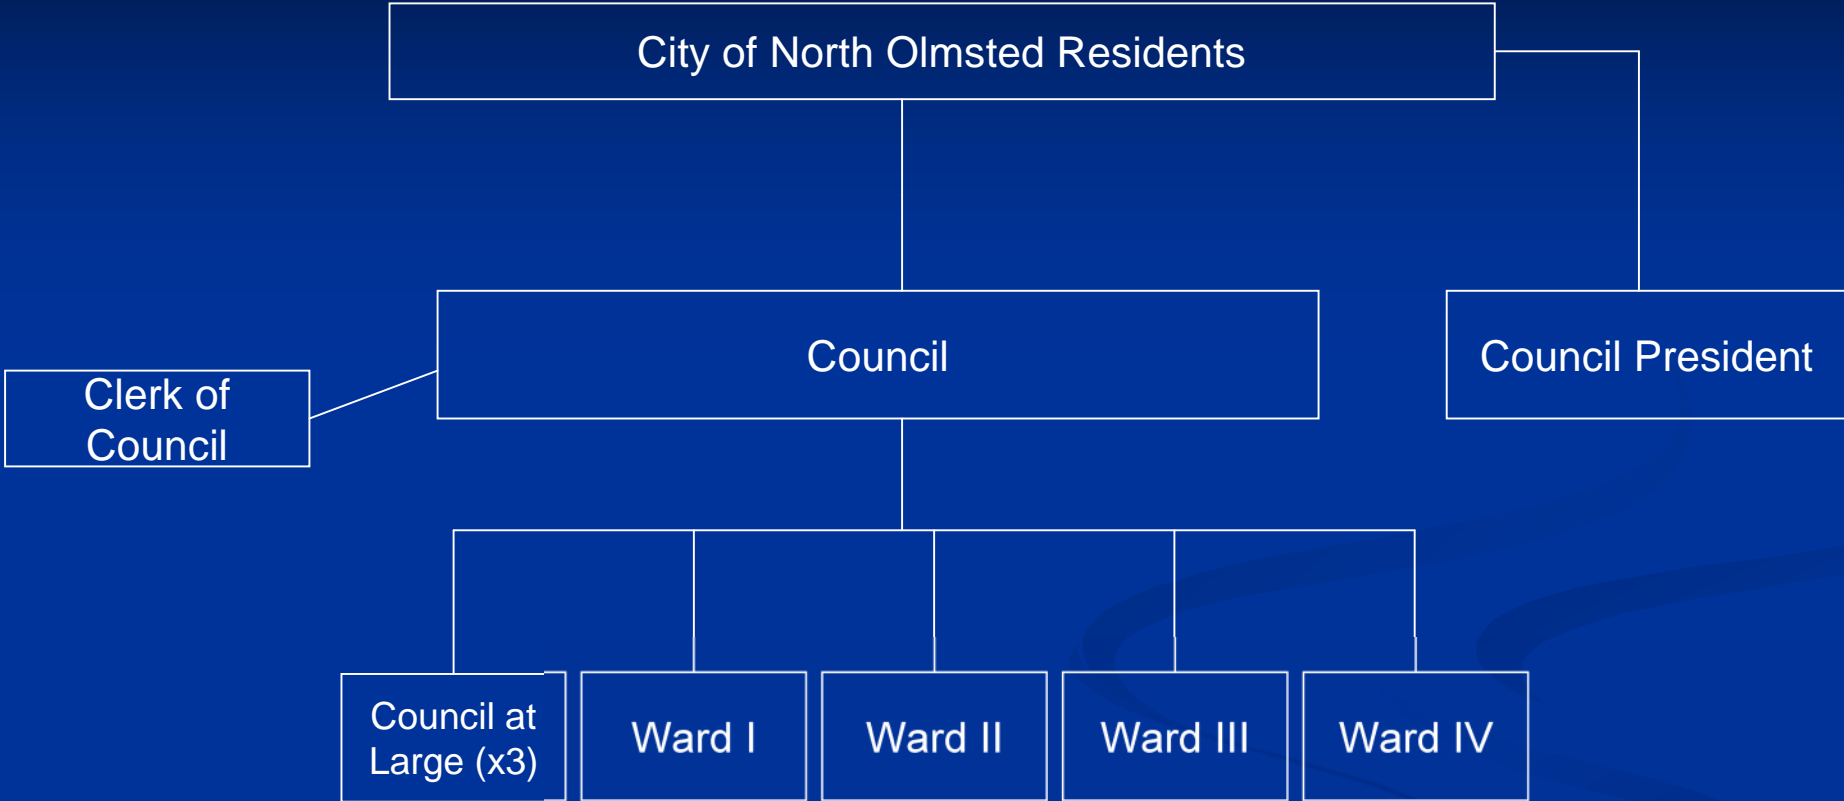 City of North Olmsted Residents
Council
Council President
Clerk of
Council
Council at
Large (x3)
Ward I
Ward II
Ward III
Ward IV